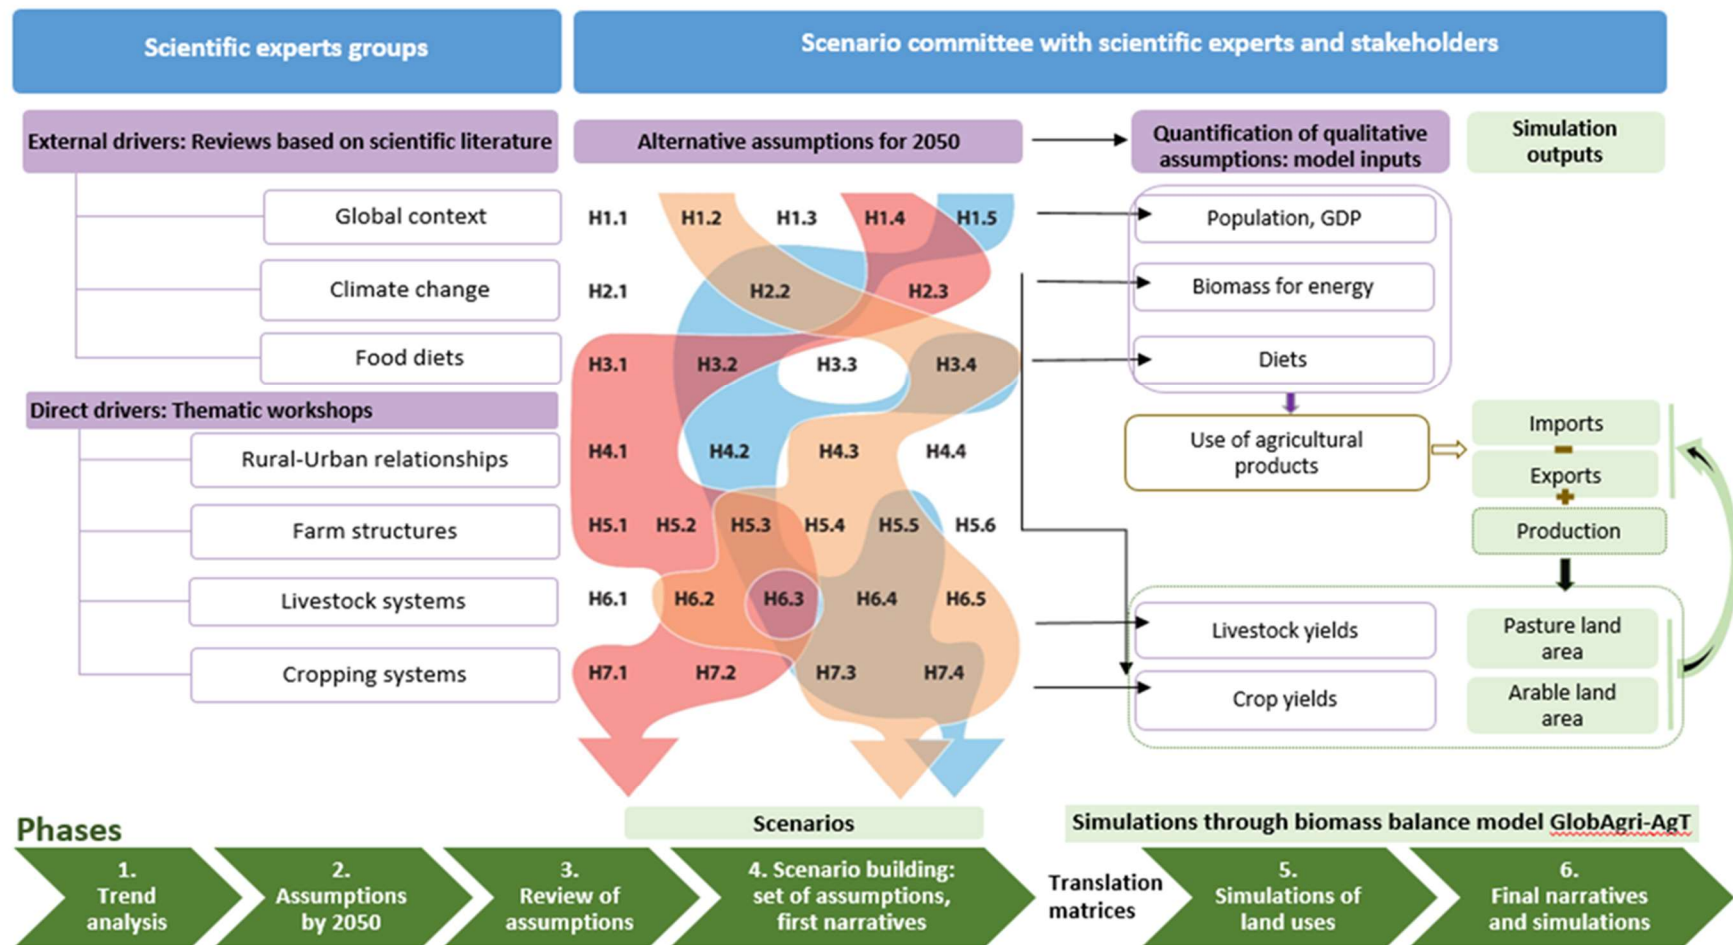 Scientific experts groups
Scenario committee with scientific experts and stakeholders
External drivers: Reviews based on scientific literature
Alternative assumptions for 2050
Quantification of qualitative
assumptions: model inputs
Simulation
outputs
Global context
H1.1 H1.2 H1.3 H1.4 H1.5
Population, GDP
Climate change
H2.1 H2.2 H2.3
Biomass for energy
Food diets
H3.1 H3.2 H3.3 H3.4
Diets
Direct drivers: Thematic workshops
Rural-Urban relationships
H4.1 H4.2 H4.3 H4.4
Use of agricultural
products
Imports
Exports
Farm structures
H5.1 H5.2 H5.3 H5.4 H5.5 H5.6
Production
Livestock systems
H6.1 H6.2 H6.3 H6.4 H6.5
Livestock yields
Pasture land
area
Cropping systems
H7.1 H7.2 H7.3 H7.4
Crop yields
Arable land
area
Scenarios
Simulations through biomass balance model GlobAgri-AgT
Phases
1.
Trend
analysis
2.
Assumptions
by 2050
3.
Review of
assumptions
4. Scenario building:
set of assumptions,
first narratives
Translation
matrices
5.
Simulations of
land uses
6.
Final narratives
and simulations